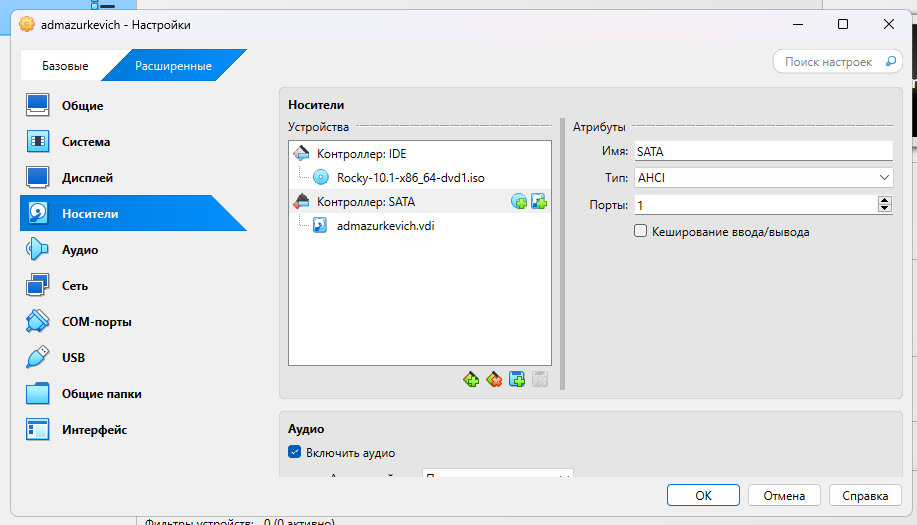 admazurkevich - Настройки
Базовые
Расширенные
Поиск настроек
Общие
Система
Дисплей
Носители
Аудио
Сеть
COM-порты
USB
Общие папки
Интерфейс
Носители
Устройства
Контроллер: IDE
Rocky-10.1-x86_64-dvd1.iso
Контроллер: SATA
admazurkevich.vdi
Атрибуты
Имя: SATA
Тип: AHCI
Порты: 1
Кеширование ввода/вывода
Аудио
Включить аудио
OK
Отмена
Справка
Фильтры устройств: 0 (0 активно)